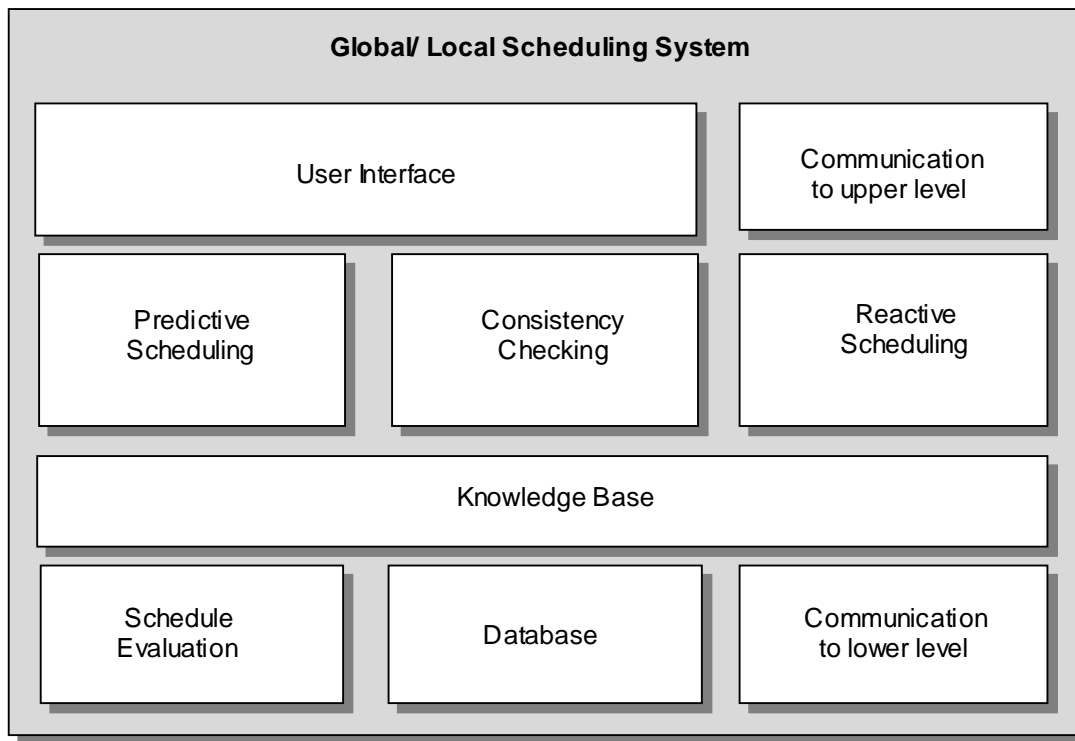 Global/ Local Scheduling System
User Interface
Communication
to upper level
Predictive
Scheduling
Consistency
Checking
Reactive
Scheduling
Knowledge Base
Schedule
Evaluation
Database
Communication
to lower level